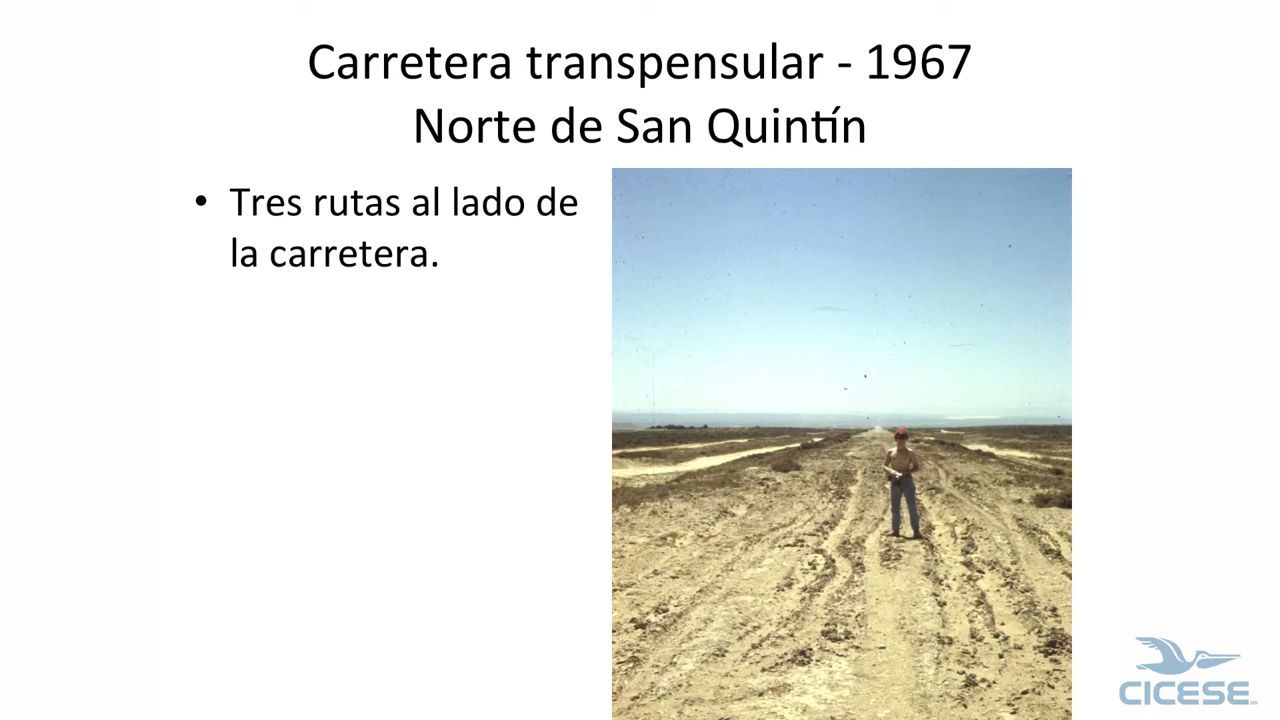 Carretera transpensular - 1967
Norte de San Quintín
• Tres rutas al lado de
la carretera.
CICESE